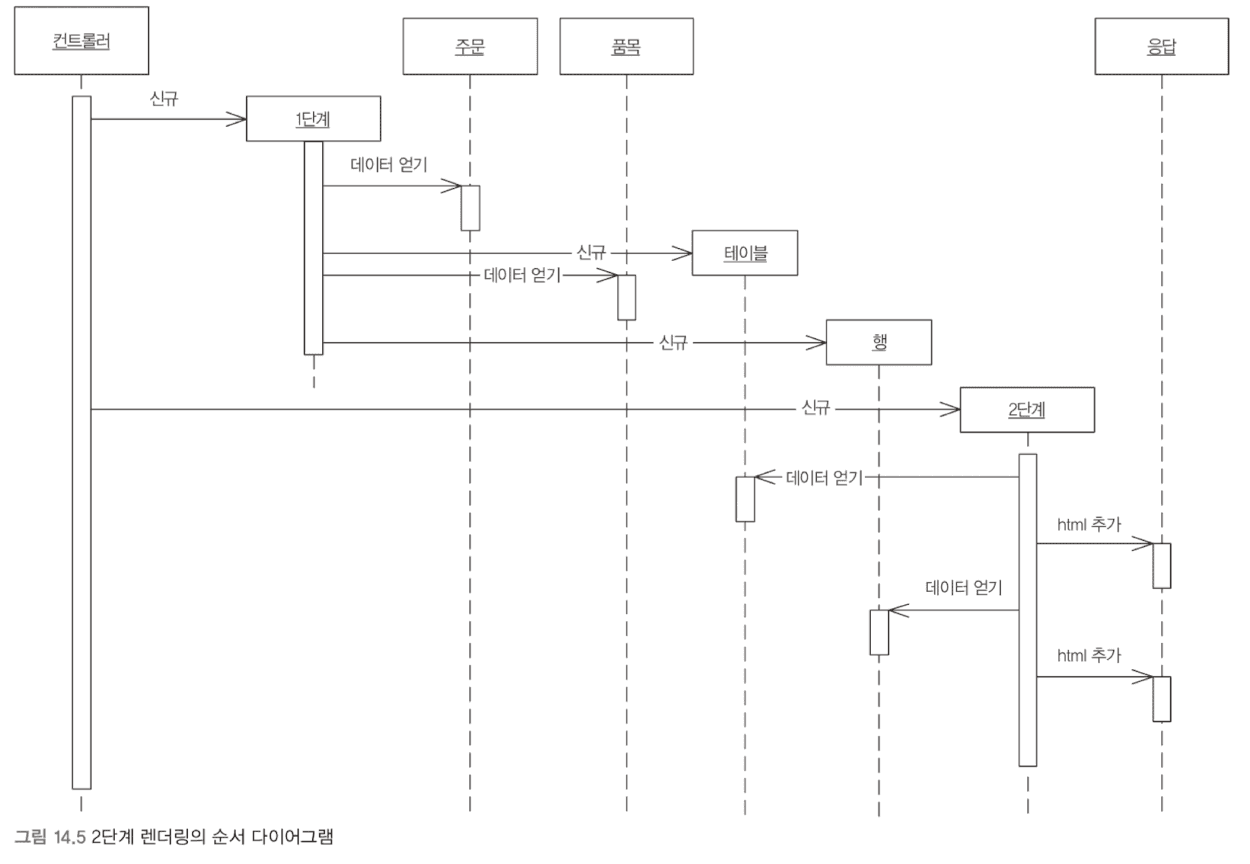 컨트롤러
주문
품목
응답
신규
1단계
데이터 얻기
신규
테이블
데이터 얻기
신규
행
신규
2단계
데이터 얻기
html 추가
데이터 얻기
html 추가
그림 14.5 2단계 렌더링의 순서 다이어그램